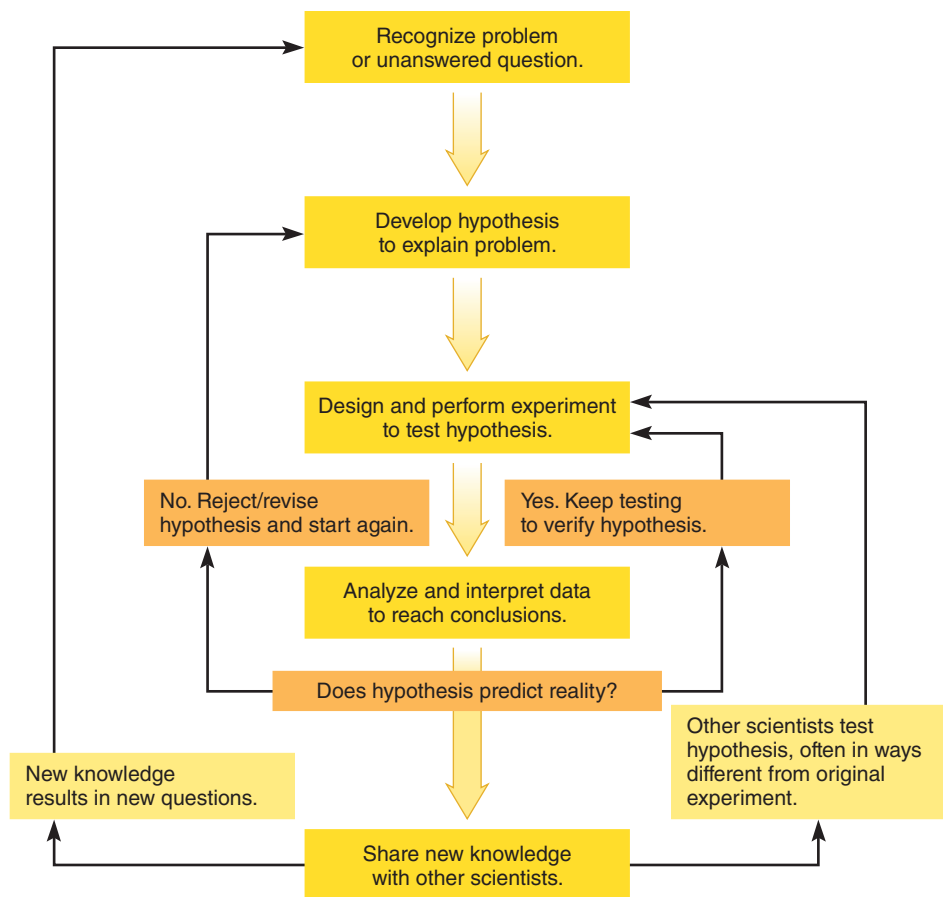 Recognize problem
or unanswered question.
Develop hypothesis
to explain problem.
Design and perform experiment
to test hypothesis.
No. Reject/revise
hypothesis and start again.
Yes. Keep testing
to verify hypothesis.
Analyze and interpret data
to reach conclusions.
Does hypothesis predict reality?
New knowledge
results in new questions.
Other scientists test
hypothesis, often in ways
different from original
experiment.
Share new knowledge
with other scientists.